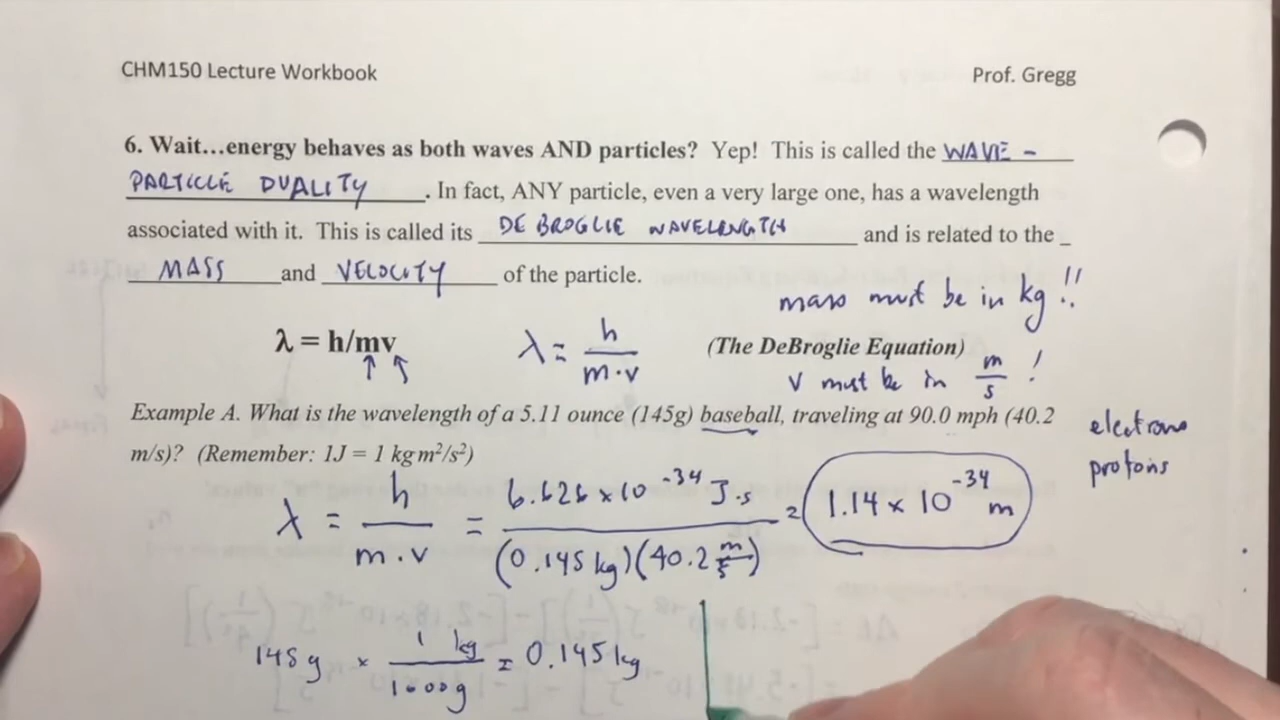 CHM150 Lecture Workbook Prof. Gregg
6. Wait…energy behaves as both waves AND particles? Yep! This is called the WAVE -
PARTICLE DUALITY. In fact, ANY particle, even a very large one, has a wavelength
associated with it. This is called its DE BROGLIE WAVELENGTH and is related to the _
MASS and VELOCITY of the particle.
mass must be in kg !!
λ = h/mv λ = h/m·v (The DeBroglie Equation)
v must be in m/s !
Example A. What is the wavelength of a 5.11 ounce (145g) baseball, traveling at 90.0 mph (40.2
m/s)? (Remember: 1J = 1 kgm²/s²)
electrons
protons
λ = h/m·v = 6.626 × 10⁻³⁴ J·s/(0.145 kg)(40.2 m/s) = 1.14 × 10⁻³⁴ m
145g × 1 kg/1000g = 0.145 kg